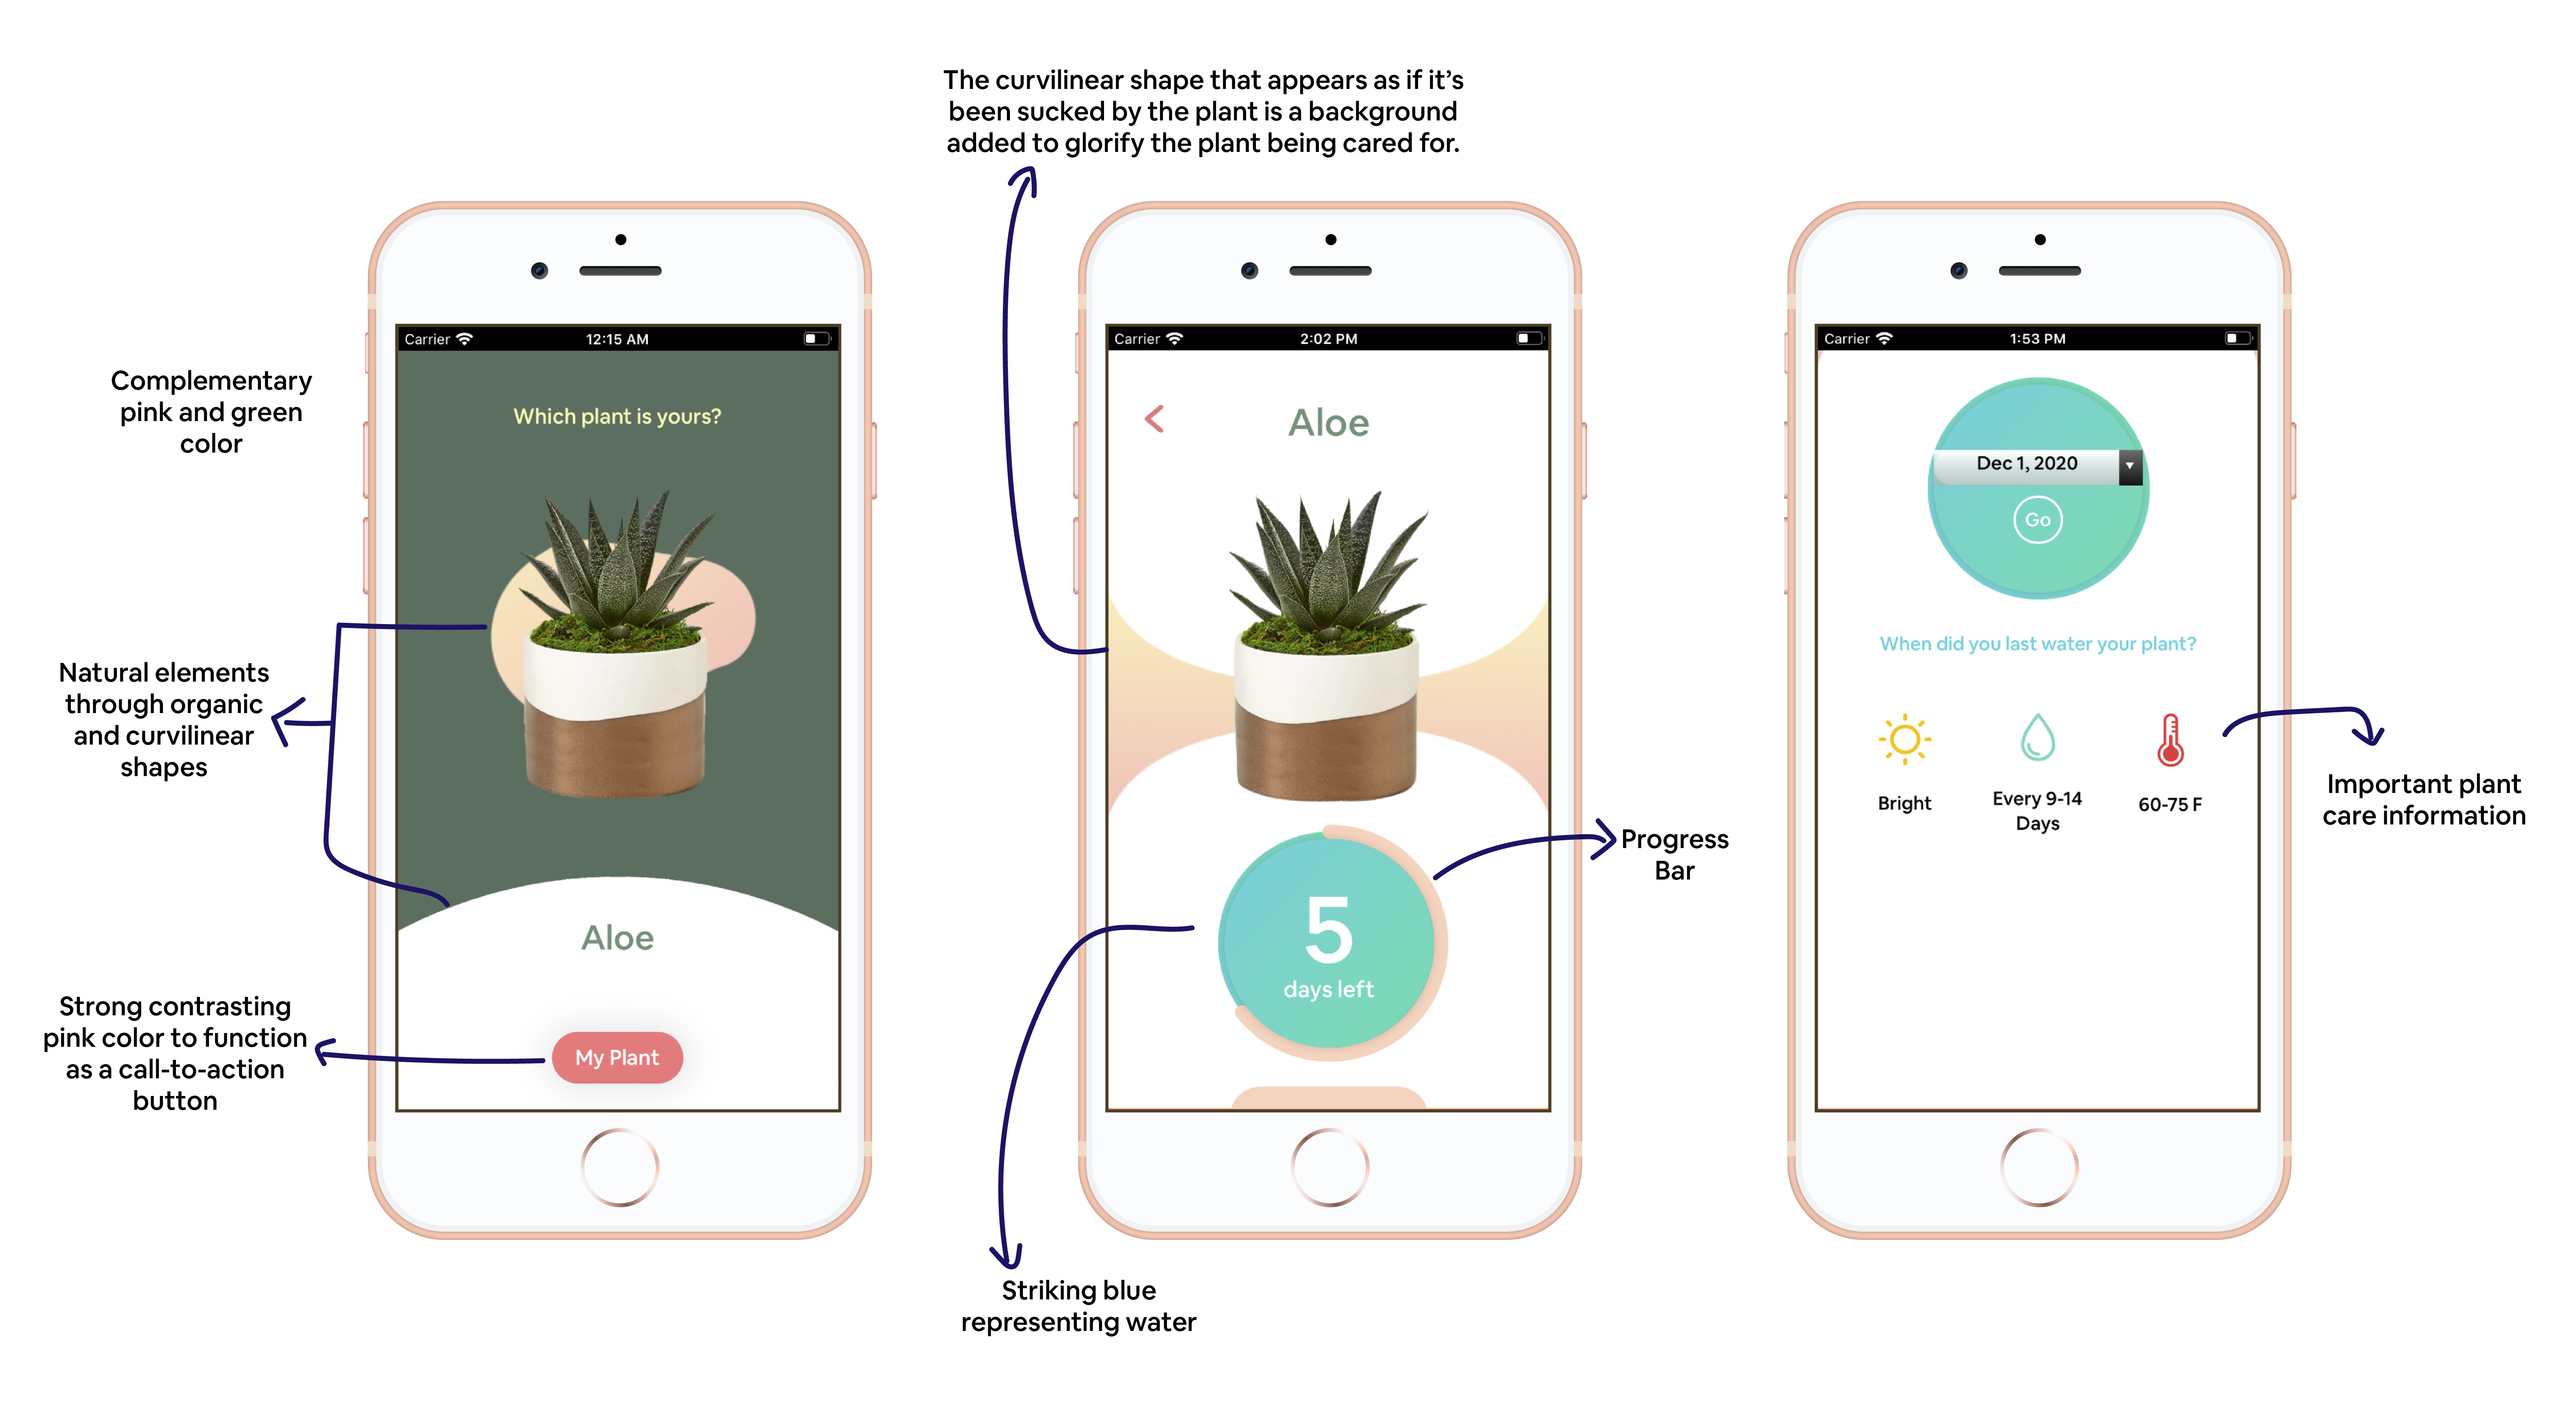 The curvilinear shape that appears as if it's
been sucked by the plant is a background
added to glorify the plant being cared for.
Complementary
pink and green
color
Natural elements
through organic
and curvilinear
shapes
Strong contrasting
pink color to function
as a call-to-action
button
Carrier 12:15 AM
Which plant is yours?
Aloe
My Plant
Carrier 2:02 PM
Aloe
5
days left
Progress
Bar
Striking blue
representing water
Carrier 1:53 PM
Dec 1, 2020
Go
When did you last water your plant?
Bright
Every 9-14
Days
60-75 F
Important plant
care information